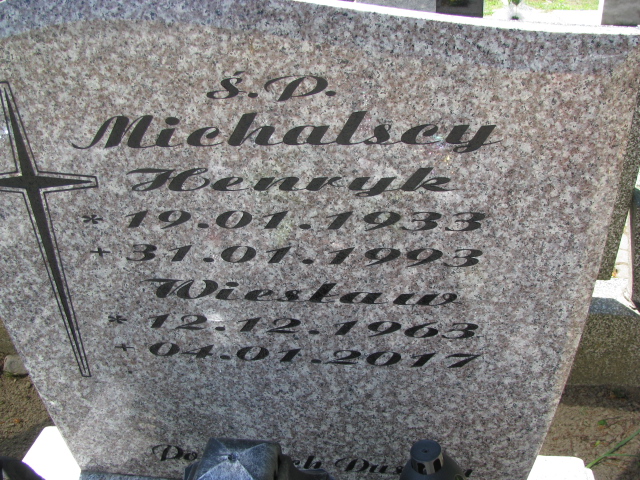 Ś.P.
Michalscy
Henryk
* 19.01.1933
+ 31.01.1993
Wiesław
* 12.12.1963
+ 04.01.2017